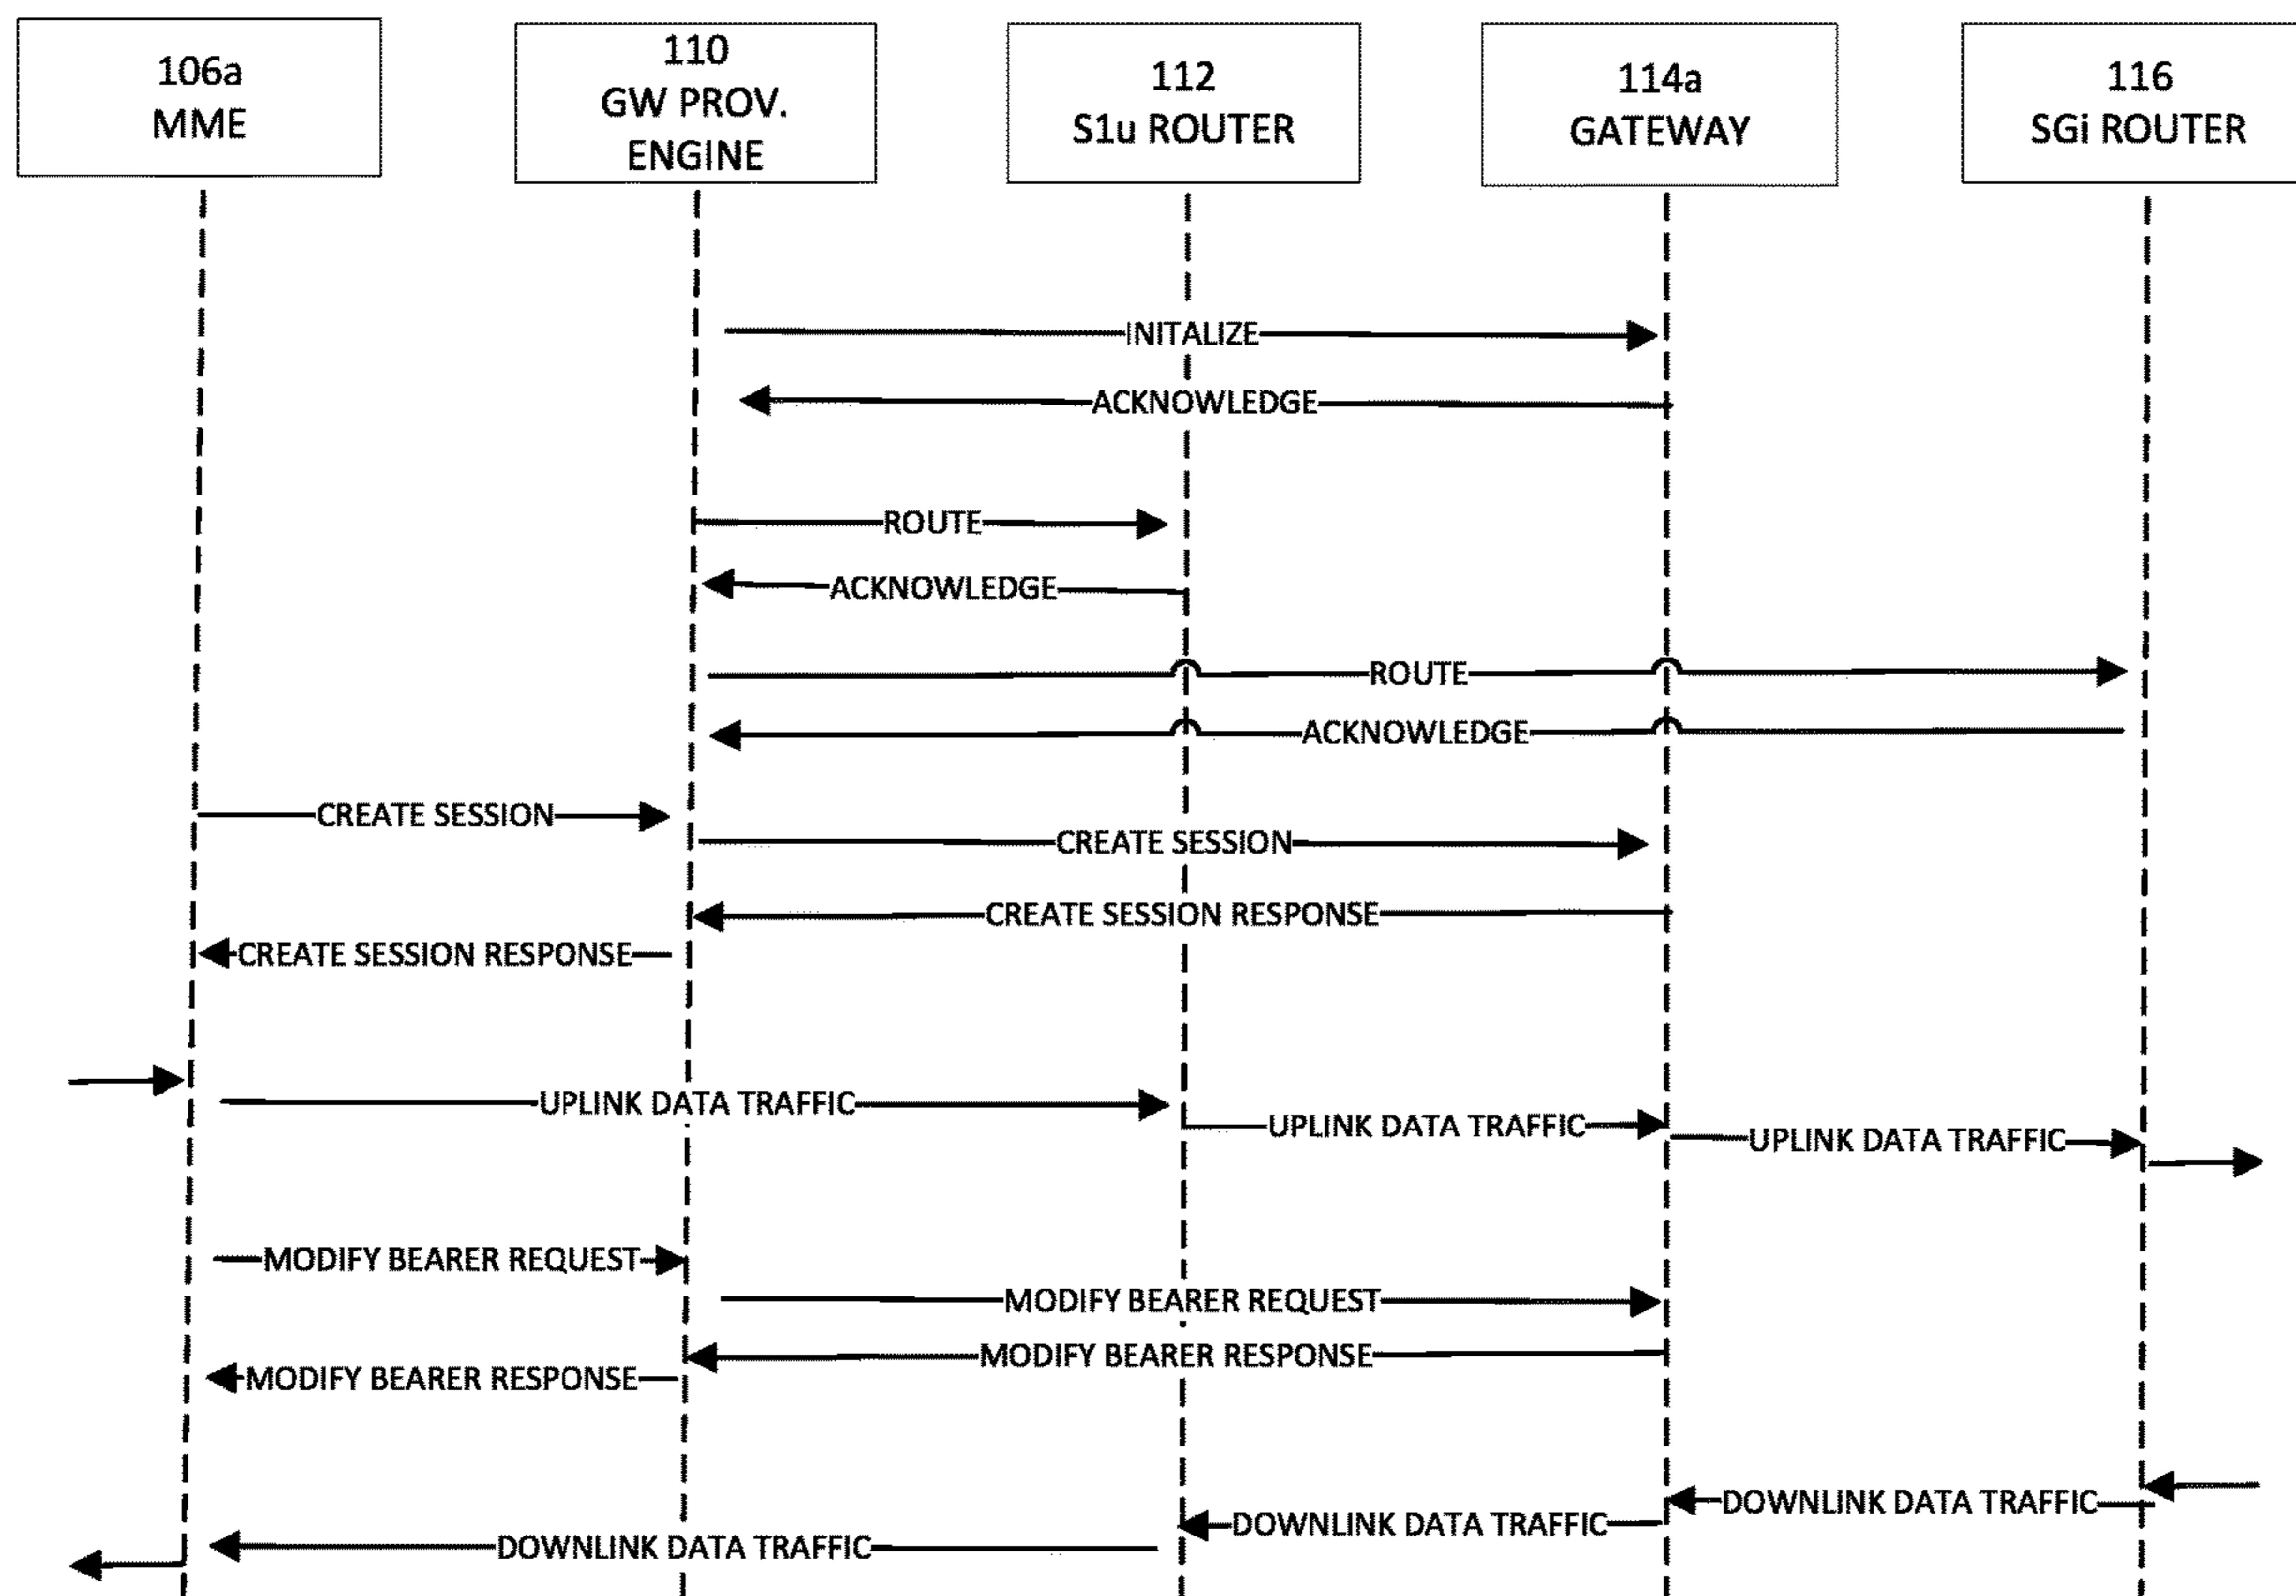 106a
MME
110
GW PROV.
ENGINE
112
S1u ROUTER
114a
GATEWAY
116
SGi ROUTER
INITALIZE
ACKNOWLEDGE
ROUTE
ACKNOWLEDGE
ROUTE
ACKNOWLEDGE
CREATE SESSION
CREATE SESSION
CREATE SESSION RESPONSE
CREATE SESSION RESPONSE
UPLINK DATA TRAFFIC
UPLINK DATA TRAFFIC
UPLINK DATA TRAFFIC
MODIFY BEARER REQUEST
MODIFY BEARER REQUEST
MODIFY BEARER RESPONSE
MODIFY BEARER RESPONSE
DOWNLINK DATA TRAFFIC
DOWNLINK DATA TRAFFIC
DOWNLINK DATA TRAFFIC